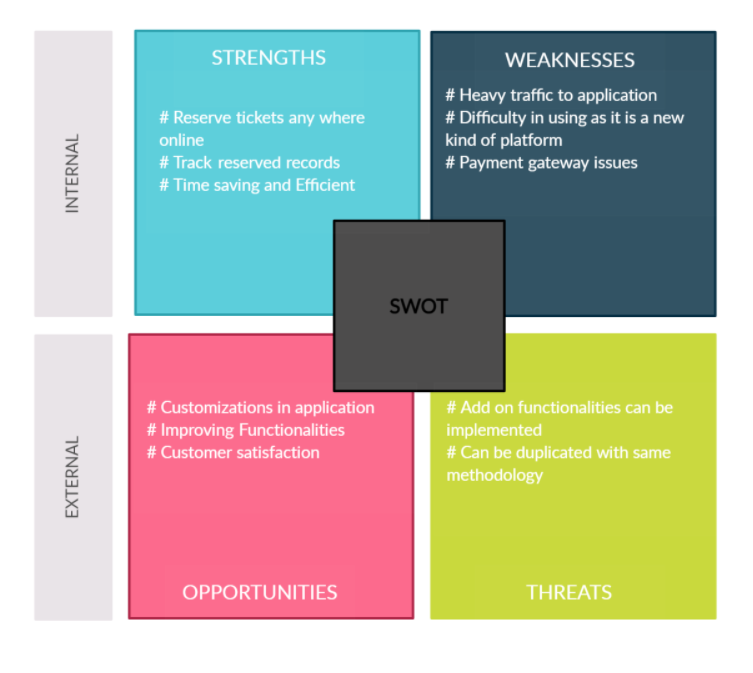 INTERNAL
STRENGTHS
# Reserve tickets any where
online
# Track reserved records
# Time saving and Efficient
WEAKNESSES
# Heavy traffic to application
# Difficulty in using as it is a new
kind of platform
# Payment gateway issues
SWOT
EXTERNAL
# Customizations in application
# Improving Functionalities
# Customer satisfaction
OPPORTUNITIES
# Add on functionalities can be
implemented
# Can be duplicated with same
methodology
THREATS